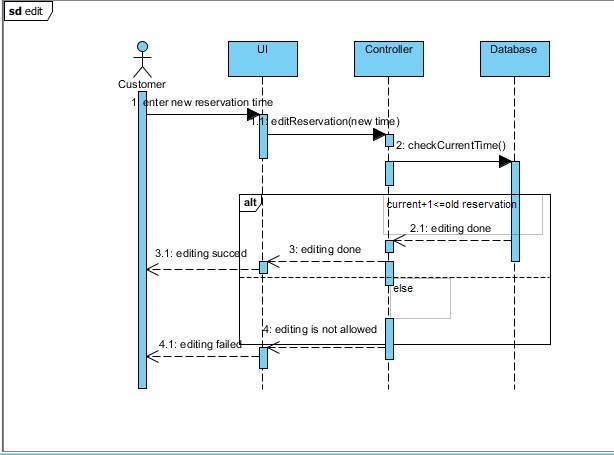 sd edit
UI
Controller
Database
Customer
1: enter new reservation time
1.1: editReservation(new time)
2: checkCurrentTime()
alt
current+1<=old reservation
2.1: editing done
3: editing done
3.1: editing succed
else
4: editing is not allowed
4.1: editing failed